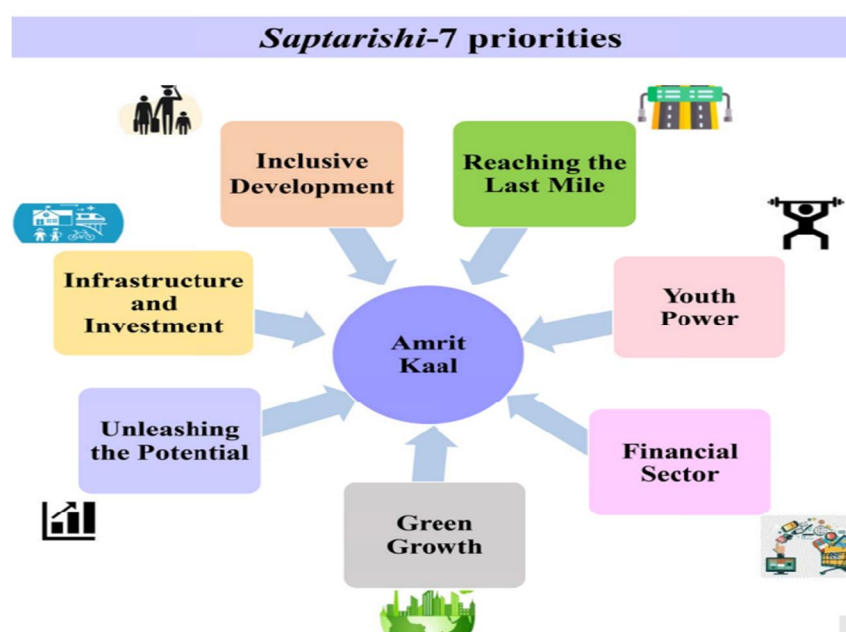 Saptarishi-7 priorities
Inclusive
Development
Reaching the
Last Mile
Infrastructure
and
Investment
Youth
Power
Amrit
Kaal
Unleashing
the Potential
Financial
Sector
Green
Growth